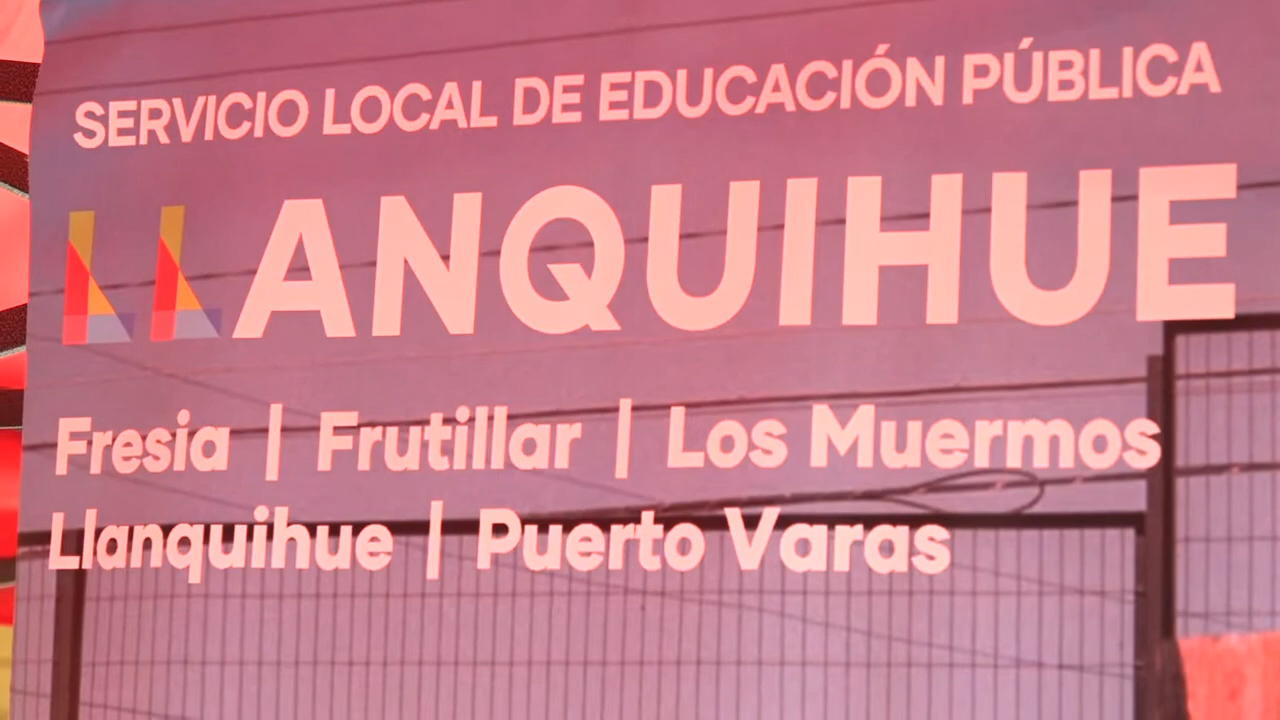 SERVICIO LOCAL DE EDUCACIÓN PÚBLICA
LLANQUIHUE
Fresia | Frutillar | Los Muermos
Llanquihue | Puerto Varas